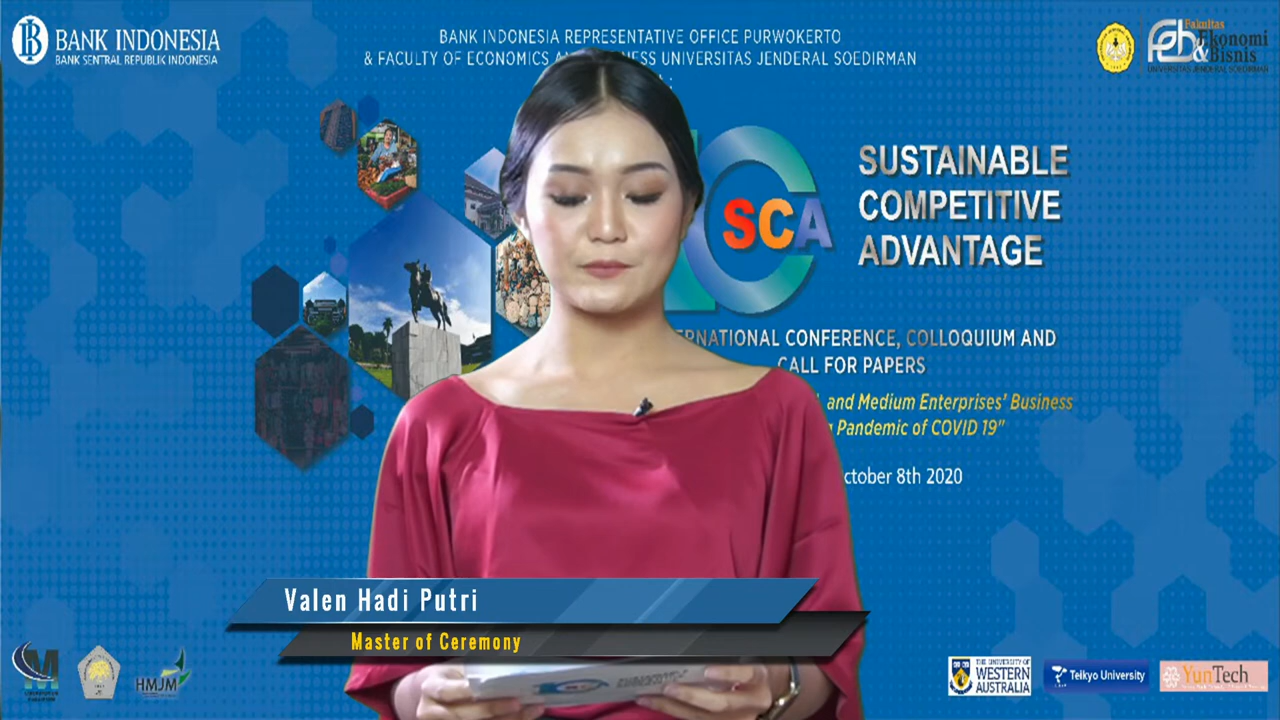 BANK INDONESIA
BANK SENTRAL REPUBLIK INDONESIA
BANK INDONESIA REPRESENTATIVE OFFICE PURWOKERTO
& FACULTY OF ECONOMICS UNIVERSITAS JENDERAL SOEDIRMAN
Fakultas
Ekonomi
feb &Bisnis
UNIVERSITAS JENDERAL SOEDIRMAN
SCA
SUSTAINABLE
COMPETITIVE
ADVANTAGE
CONFERENCE, COLLOQUIUM AND
CALL FOR PAPERS
and Medium Enterprises' Business
Pandemic of COVID 19"
8th 2020
Valen Hadi Putri
Master of Ceremony
HMJM
THE UNIVERSITY OF
WESTERN
AUSTRALIA
Teikyo University
YunTech